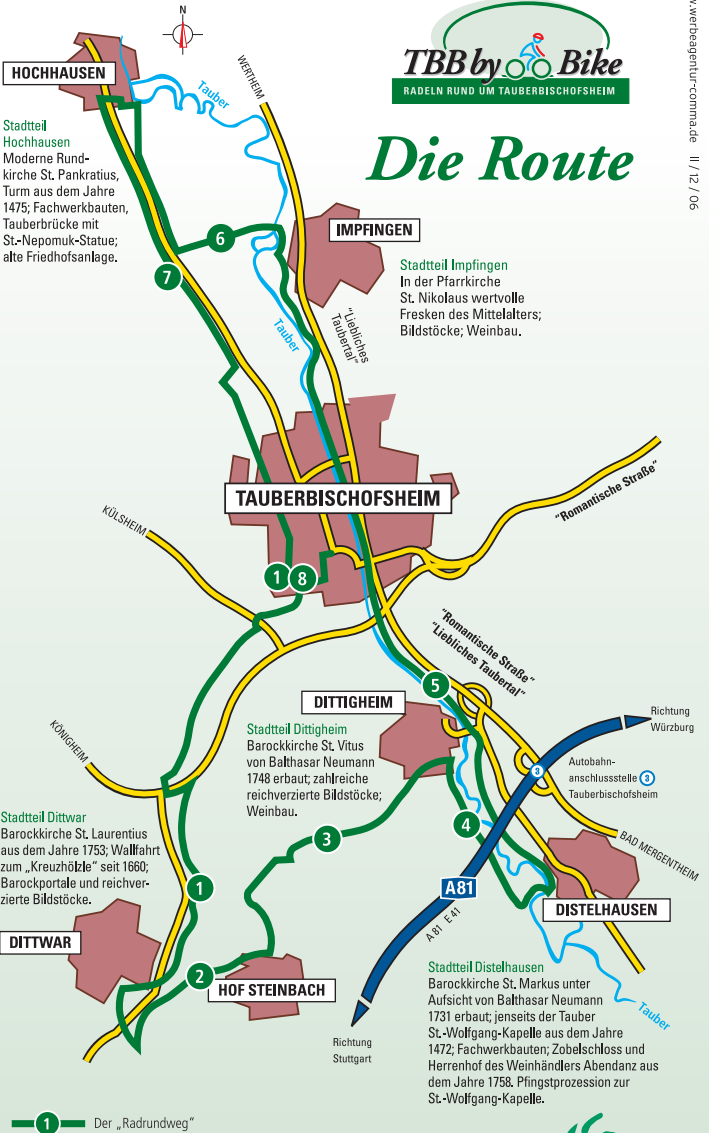 N
TBB by Bike
RADELN RUND UM TAUBERBISCHOFSHEIM
.werbeagentur-comma.de II / 12 / 06
Die Route
HOCHHAUSEN
Tauber
WERTHEIM
Stadtteil
Hochhausen
Moderne Rund-
kirche St. Pankratius,
Turm aus dem Jahre
1475; Fachwerkbauten,
Tauberbrücke mit
St.-Nepomuk-Statue;
alte Friedhofsanlage.
6
7
IMPFINGEN
Stadtteil Impfingen
In der Pfarrkirche
St. Nikolaus wertvolle
Fresken des Mittelalters;
Bildstöcke; Weinbau.
Tauber
"Liebliches
Taubertal"
TAUBERBISCHOFSHEIM
"Romantische Straße"
KÜLSHEIM
1
8
"Romantische Straße"
"Liebliches Taubertal"
5
DITTIGHEIM
Stadtteil Dittigheim
Barockkirche St. Vitus
von Balthasar Neumann
1748 erbaut; zahlreiche
reichverzierte Bildstöcke;
Weinbau.
Richtung
Würzburg
3
Autobahn-
anschlussstelle 3
Tauberbischofsheim
KÖNIGHEIM
Stadtteil Dittwar
Barockkirche St. Laurentius
aus dem Jahre 1753; Wallfahrt
zum „Kreuzhölzle" seit 1660;
Barockportale und reichver-
zierte Bildstöcke.
3
4
BAD MERGENTHEIM
1
A81
A 81 E 41
DISTELHAUSEN
DITTWAR
2
HOF STEINBACH
Stadtteil Distelhausen
Barockkirche St. Markus unter
Aufsicht von Balthasar Neumann
1731 erbaut; jenseits der Tauber
St.-Wolfgang-Kapelle aus dem Jahre
1472; Fachwerkbauten; Zobelschloss und
Herrenhof des Weinhändlers Abendanz aus
dem Jahre 1758. Pfingstprozession zur
St.-Wolfgang-Kapelle.
Tauber
Richtung
Stuttgart
1 Der „Radrundweg"